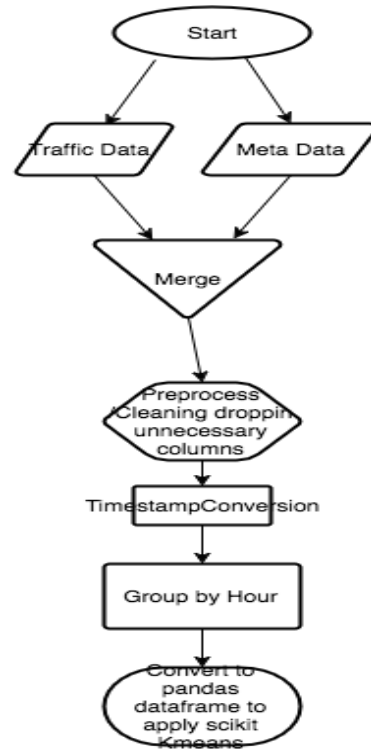 Start
Traffic Data
Meta Data
Merge
Preprocess
/Cleaning droppin
unnecessary
columns
TimestampConversion
Group by Hour
Convert to
pandas
dataframe to
apply scikit
Kmeans